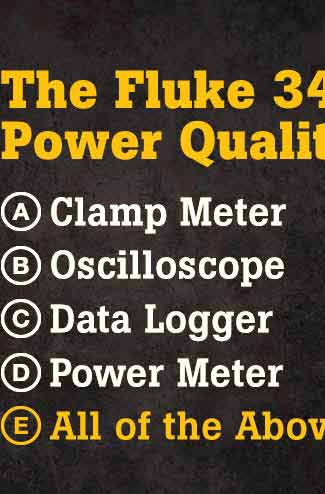 The Fluke 34
Power Qualit
A Clamp Meter
B Oscilloscope
C Data Logger
D Power Meter
E All of the Abov